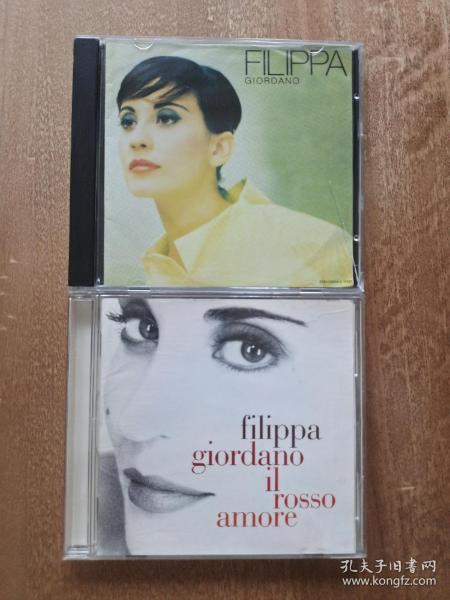 FILIPPA
GIORDANO
filippa
giordano
il
rosso
amore
孔夫子旧书网
www.kongfz.com